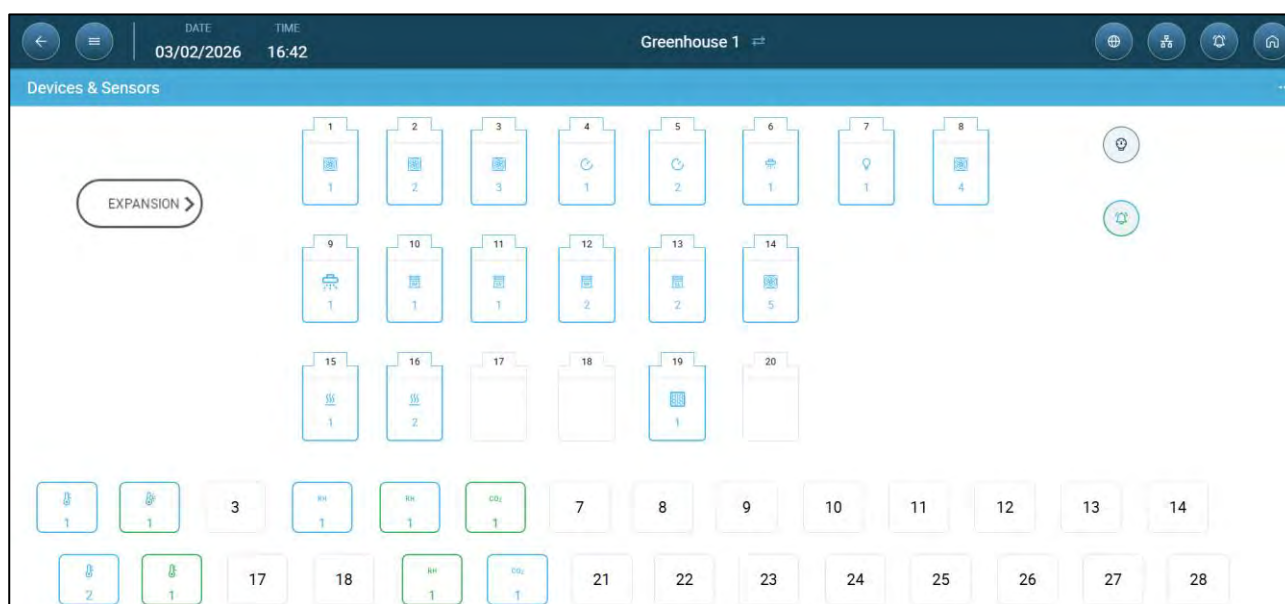 DATE TIME
03/02/2026 16:42 Greenhouse 1
Devices & Sensors
1 2 3 4 5 6 7 8
1 2 3 1 2 1 1 4
EXPANSION
9 10 11 12 13 14
1 1 1 2 2 5
15 16 17 18 19 20
1 2 1
RH RH CO₂
1 1 3 1 1 1 7 8 9 10 11 12 13 14
RH CO₂
2 1 17 18 1 1 21 22 23 24 25 26 27 28